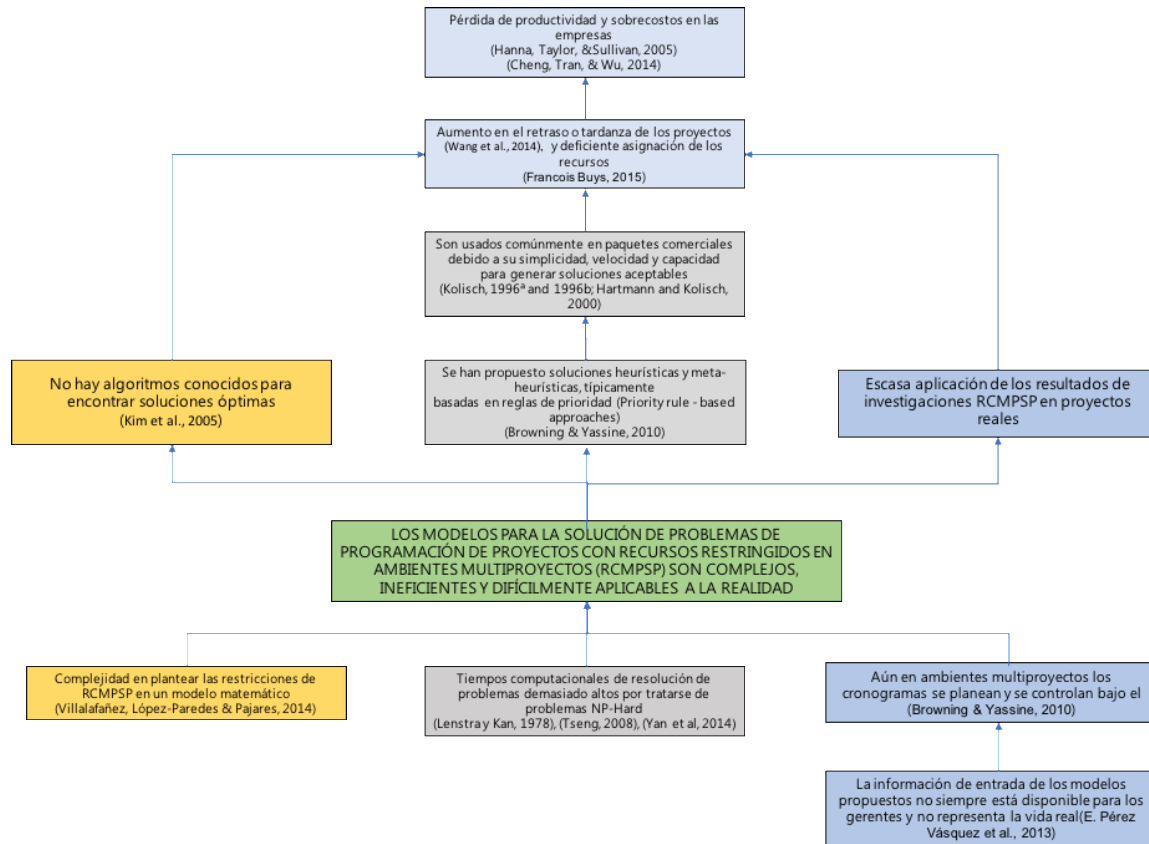 Pérdida de productividad y sobrecostos en las
empresas
(Hanna, Taylor, &Sullivan, 2005)
(Cheng, Tran, & Wu, 2014)
Aumento en el retraso o tardanza de los proyectos
(Wang et al., 2014), y deficiente asignación de los
recursos
(Francois Buys, 2015)
Son usados comúnmente en paquetes comerciales
debido a su simplicidad, velocidad y capacidad
para generar soluciones aceptables
(Kolisch, 1996ª and 1996b; Hartmann and Kolisch,
2000)
No hay algoritmos conocidos para
encontrar soluciones óptimas
(Kim et al., 2005)
Se han propuesto soluciones heurísticas y meta-
heurísticas, típicamente
basadas en reglas de prioridad (Priority rule - based
approaches)
(Browning & Yassine, 2010)
Escasa aplicación de los resultados de
investigaciones RCMPSP en proyectos
reales
LOS MODELOS PARA LA SOLUCIÓN DE PROBLEMAS DE
PROGRAMACIÓN DE PROYECTOS CON RECURSOS RESTRINGIDOS EN
AMBIENTES MULTIPROYECTOS (RCMPSP) SON COMPLEJOS,
INEFICIENTES Y DIFÍCILMENTE APLICABLES A LA REALIDAD
Complejidad en plantear las restricciones de
RCMPSP en un modelo matemático
(Villalafañez, López-Paredes & Pajares, 2014)
Tiempos computacionales de resolución de
problemas demasiado altos por tratarse de
problemas NP-Hard
(Lenstra y Kan, 1978), (Tseng, 2008), (Yan et al, 2014)
Aún en ambientes multiproyectos los
cronogramas se planean y se controlan bajo el
(Browning & Yassine, 2010)
La información de entrada de los modelos
propuestos no siempre está disponible para los
gerentes y no representa la vida real(E. Pérez
Vásquez et al., 2013)